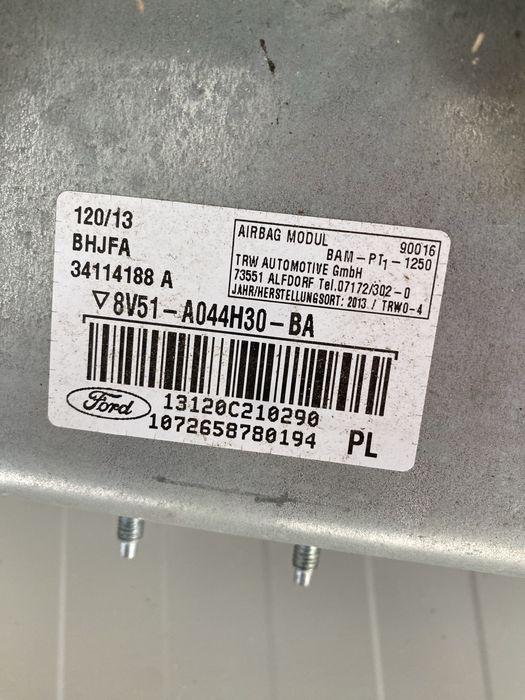 120/13
BHJFA
34114188 A
AIRBAG MODUL 90016
BAM-PT1-1250
TRW AUTOMOTIVE GmbH
73551 ALFDORF Tel.07172/302-0
JAHR/HERSTELLUNGSORT: 2013 / TRWO-4
▽8V51-A044H30-BA
Ford
13120C210290
1072658780194
PL